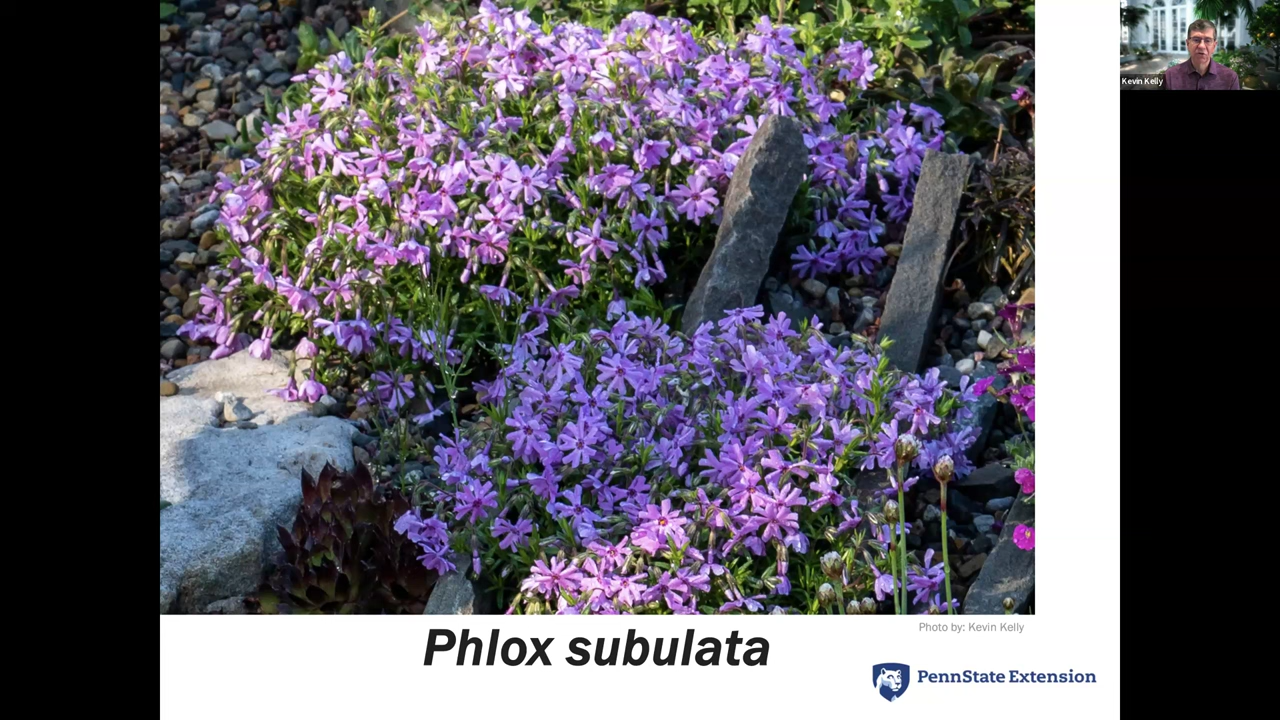 Kevin Kelly
Photo by: Kevin Kelly
Phlox subulata
PennState Extension